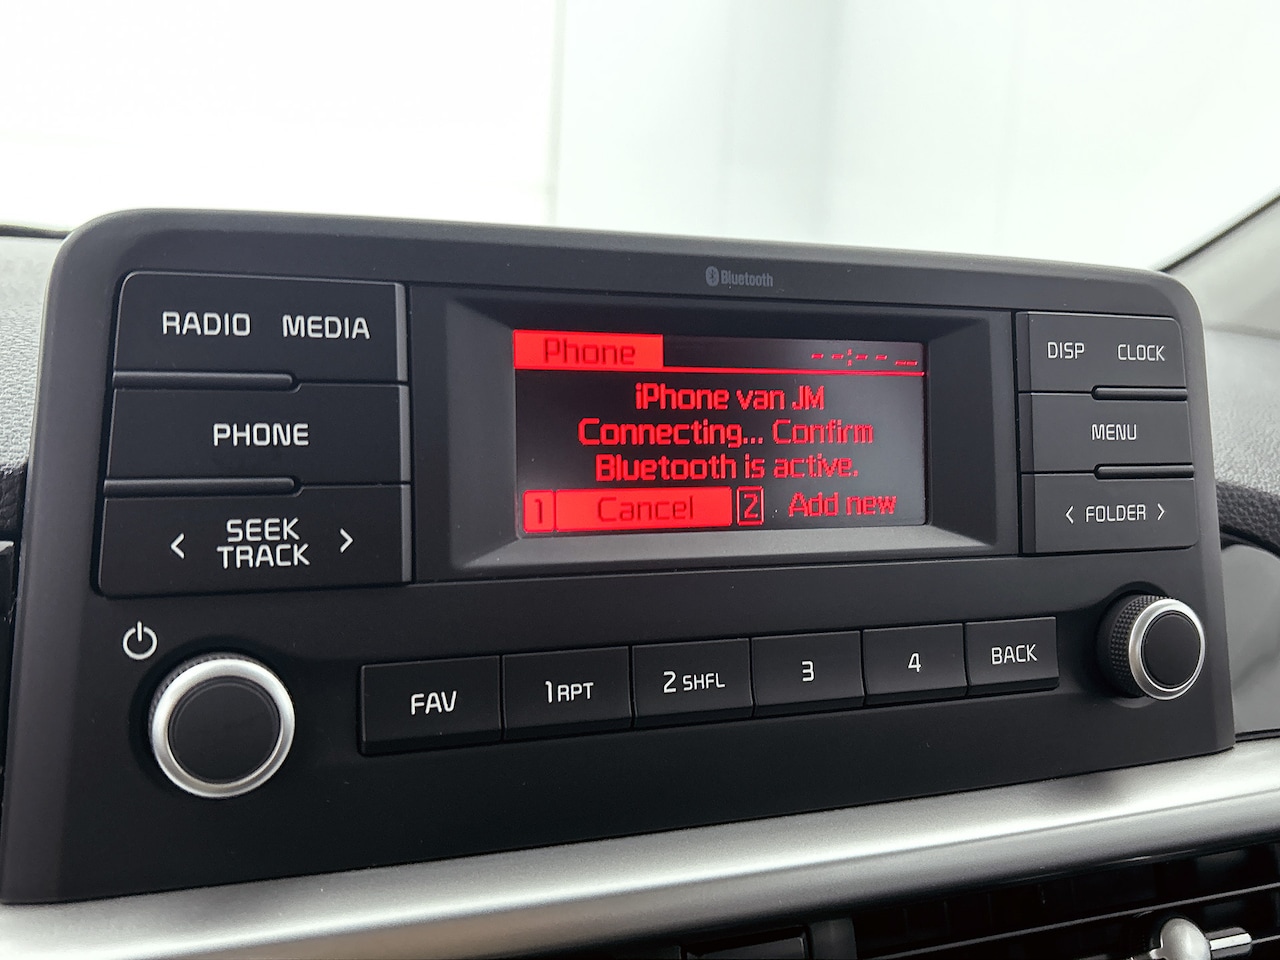 Bluetooth
RADIO MEDIA
PHONE
< SEEK TRACK >
Phone --:-- --
iPhone van JM
Connecting... Confirm
Bluetooth is active.
1 Cancel 2 Add new
DISP CLOCK
MENU
< FOLDER >
FAV 1 RPT 2 SHFL 3 4 BACK